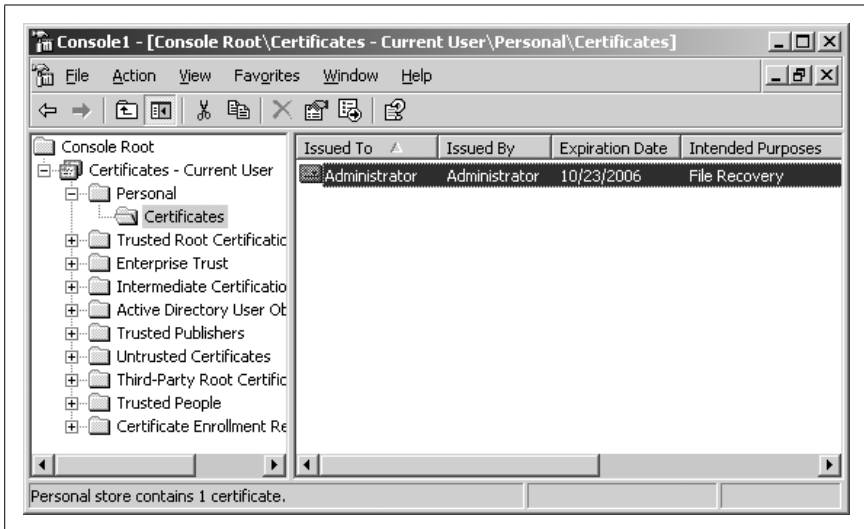 Console1 - [Console Root\Certificates - Current User\Personal\Certificates]
File Action View Favorites Window Help
Console Root
Certificates - Current User
Personal
Certificates
Trusted Root Certificatic
Enterprise Trust
Intermediate Certificatio
Active Directory User Ob
Trusted Publishers
Untrusted Certificates
Third-Party Root Certific
Trusted People
Certificate Enrollment Re
Issued To Issued By Expiration Date Intended Purposes
Administrator Administrator 10/23/2006 File Recovery
Personal store contains 1 certificate.